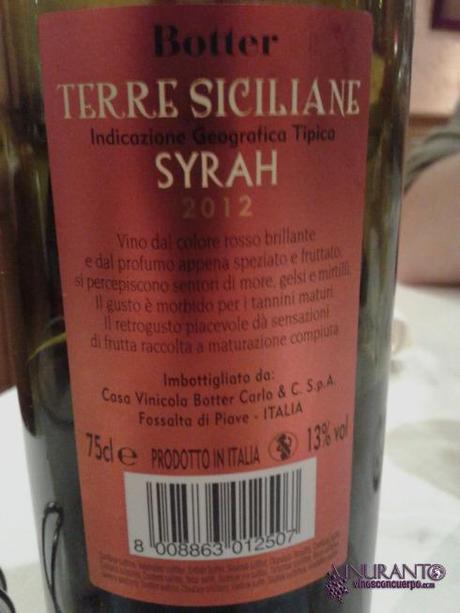 Botter
TERRE SICILIANE
Indicazione Geografica Tipica
SYRAH
2012
Vino dal colore rosso brillante
e dal profumo appena speziato e fruttato,
si percepiscono sentori di more, gelsi e mirtilli.
Il gusto è morbido per i tannini maturi.
Il retrogusto piacevole dà sensazioni
di frutta raccolta a maturazione compiuta
Imbottigliato da:
Casa Vinicola Botter Carlo & C. S.p.A.
Fossalta di Piave - ITALIA
75cl e PRODOTTO IN ITALIA 13% vol
8 008863 012507
VINURANTO
vinosconcuerpo.com